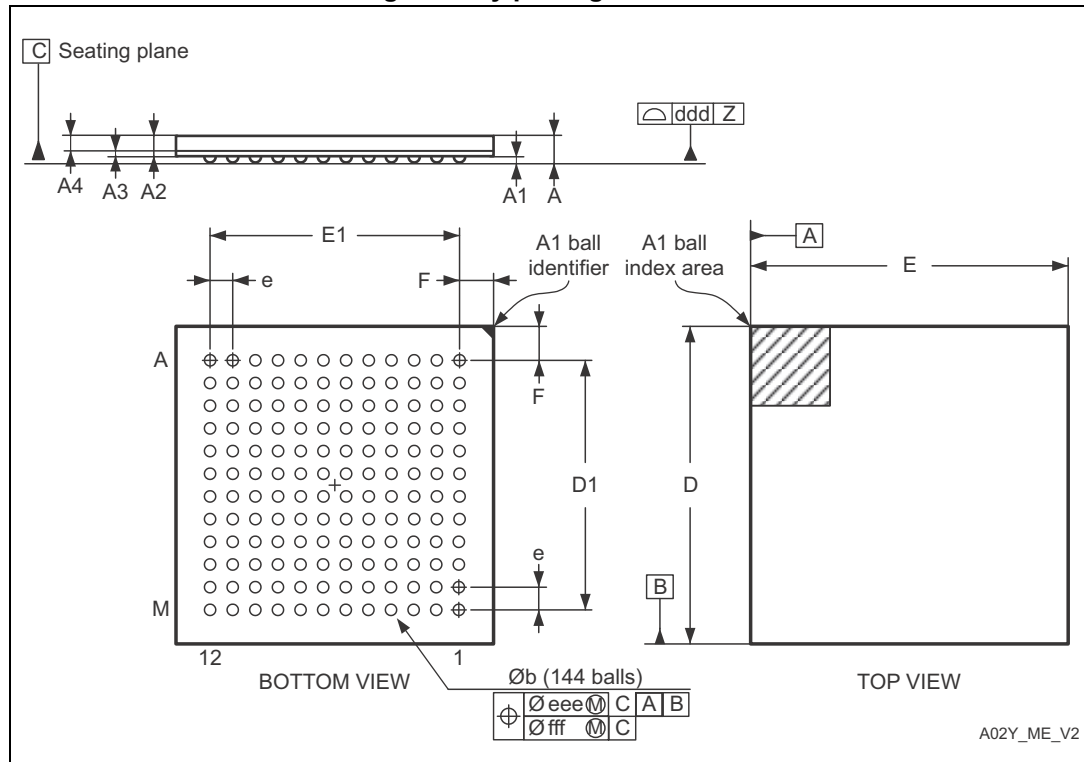 C Seating plane
ddd Z
A4 A3 A2 A1 A
E1
e
F
A1 ball
identifier
A1 ball
index area
A
E
A
F
D1
D
e
B
M
12 1
BOTTOM VIEW
Øb (144 balls)
Ø eee Ⓜ C A B
Ø fff Ⓜ C
TOP VIEW
A02Y_ME_V2